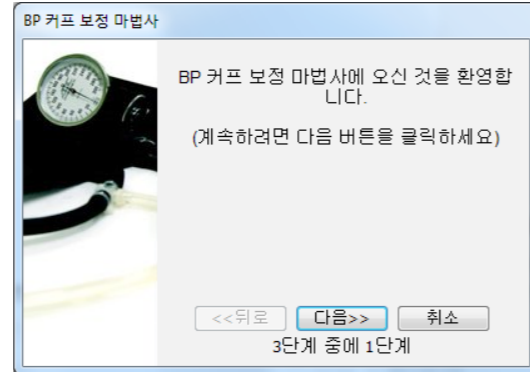 BP 커프 보정 마법사
BP 커프 보정 마법사에 오신 것을 환영합
니다.
(계속하려면 다음 버튼을 클릭하세요)
<<뒤로 다음>> 취소
3단계 중에 1단계